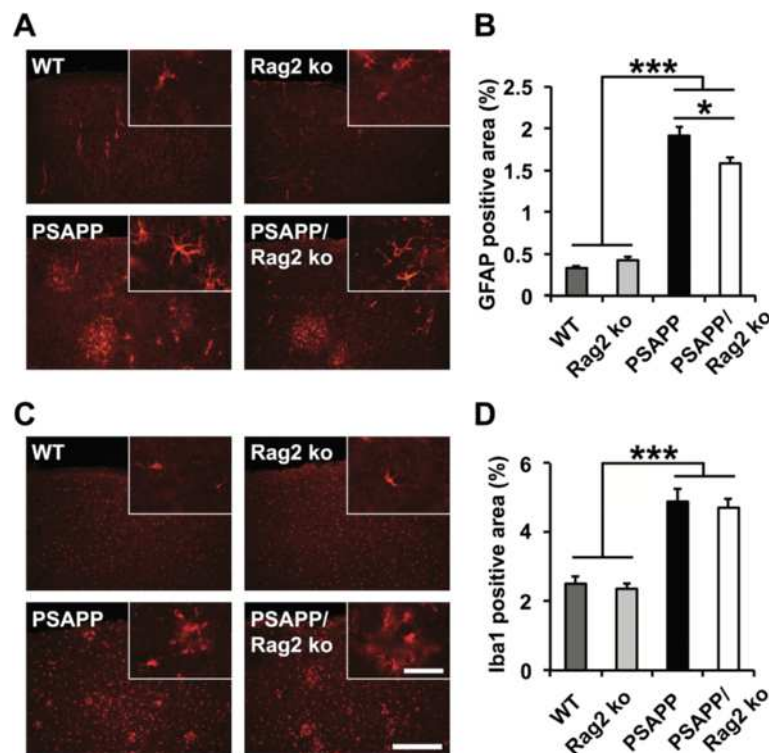 A
WT
Rag2 ko
PSAPP
PSAPP/
Rag2 ko
B
GFAP positive area (%)
2.5
2
1.5
1
0.5
0
***
*
WT
Rag2 ko
PSAPP
PSAPP/
Rag2 ko
C
WT
Rag2 ko
PSAPP
PSAPP/
Rag2 ko
D
Iba1 positive area (%)
6
4
2
0
***
WT
Rag2 ko
PSAPP
PSAPP/
Rag2 ko